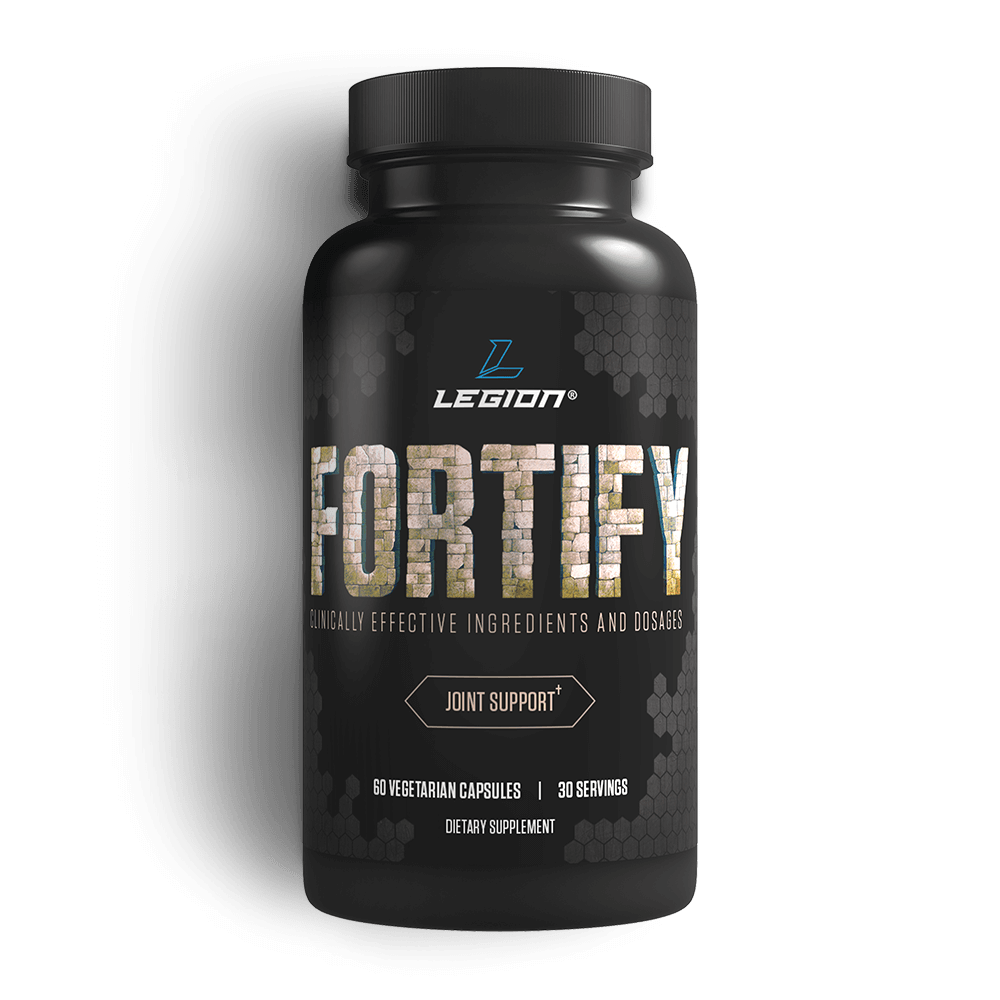 LEGION®
FORTIFY
CLINICALLY EFFECTIVE INGREDIENTS AND DOSAGES
JOINT SUPPORT†
60 VEGETARIAN CAPSULES | 30 SERVINGS
DIETARY SUPPLEMENT